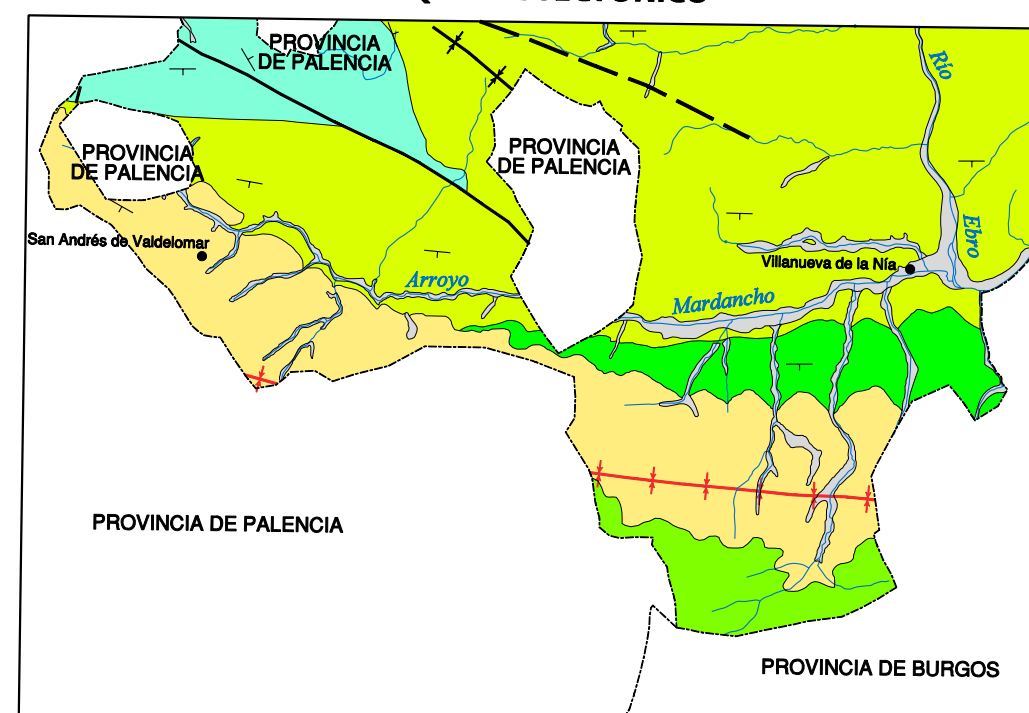 PROVINCIA
DE PALENCIA
Río
PROVINCIA
DE PALENCIA
PROVINCIA
DE PALENCIA
San Andrés de Valdelomar
Ebro
Villanueva de la Nía
Arroyo
Mardancho
PROVINCIA DE PALENCIA
PROVINCIA DE BURGOS